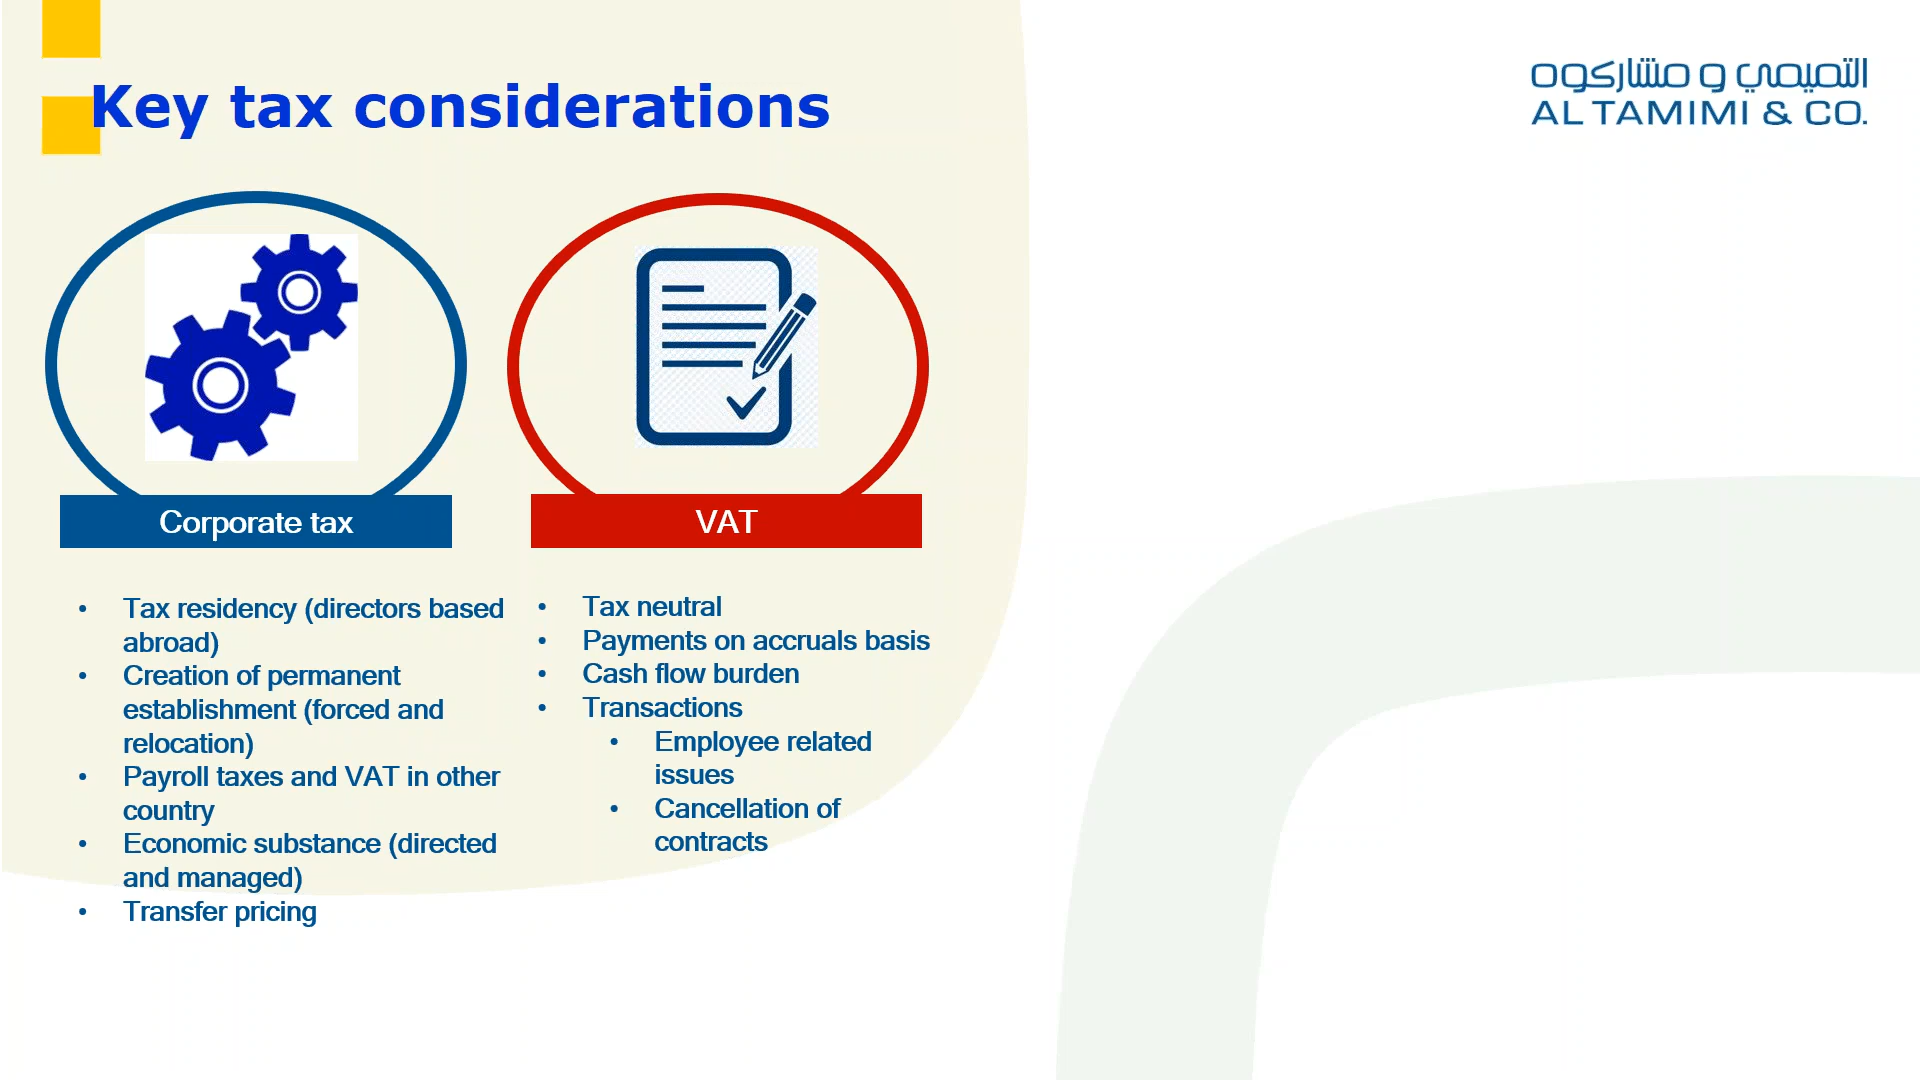 Key tax considerations
التميمي و مشاركوه
AL TAMIMI & CO.
Corporate tax
• Tax residency (directors based
abroad)
• Creation of permanent
establishment (forced and
relocation)
• Payroll taxes and VAT in other
country
• Economic substance (directed
and managed)
• Transfer pricing
VAT
• Tax neutral
• Payments on accruals basis
• Cash flow burden
• Transactions
• Employee related
issues
• Cancellation of
contracts